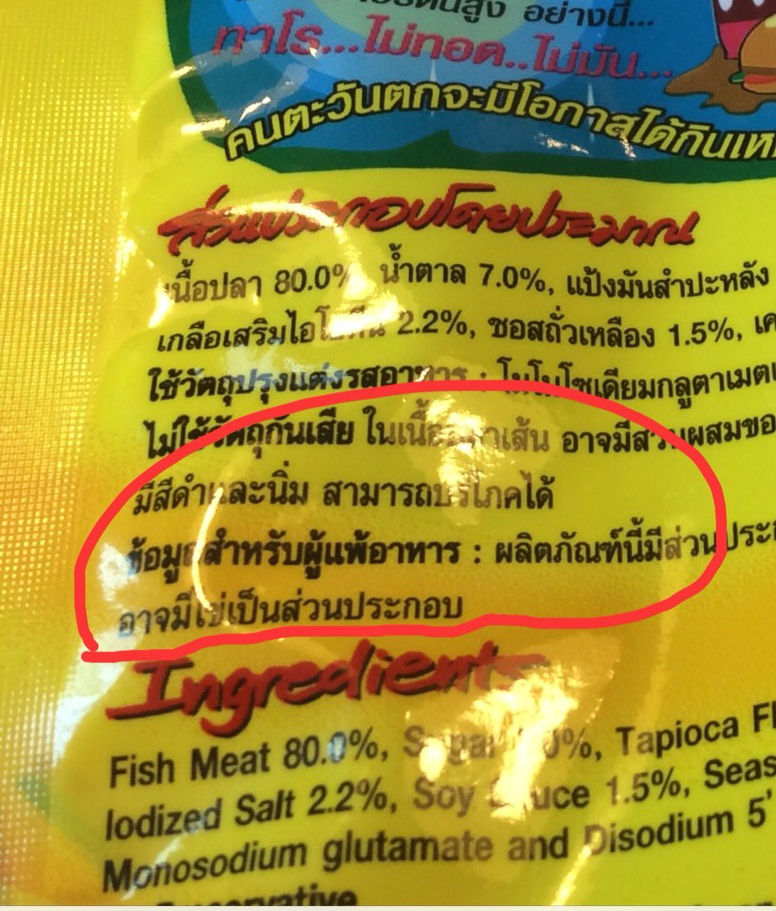 อย่างนี้...
ทาโร...ไม่ทอด..ไม่มัน...
คนตะวันตกจะมีโอกาสได้กิน
ส่วนประกอบโดยประมาณ
เนื้อปลา 80.0% น้ำตาล 7.0%, แป้งมันสำปะหลัง
เกลือเสริมไอโอดีน 2.2%, ซอสถั่วเหลือง 1.5%,
ใช้วัตถุปรุงแต่งรสอาหาร : โมโนโซเดียมกลูตาเมต
ไม่ใช้วัตถุกันเสีย ในเนื้อปลาเส้น อาจมีส่วนผสม
มีสีดำและนิ่ม สามารถบริโภคได้
ข้อมูลสำหรับผู้แพ้อาหาร : ผลิตภัณฑ์นี้มีส่วน
อาจมีไข่เป็นส่วนประกอบ
Ingredients
Fish Meat 80.0%, Sugar 7.0%, Tapioca
Iodized Salt 2.2%, Soy Sauce 1.5%,
Monosodium glutamate and Disodium 5'